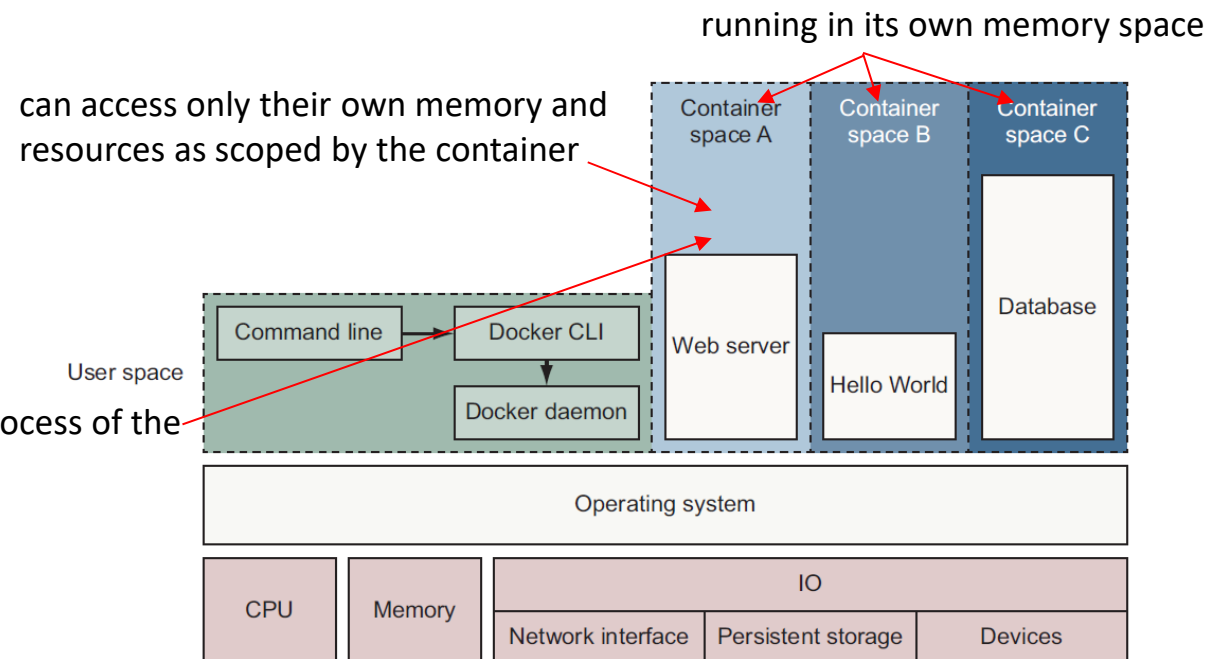 running in its own memory space
can access only their own memory and
resources as scoped by the container
Container
space A
Container
space B
Container
space C
Command line
Docker CLI
Docker daemon
Web server
Hello World
Database
User space
ocess of the
Operating system
CPU
Memory
IO
Network interface
Persistent storage
Devices